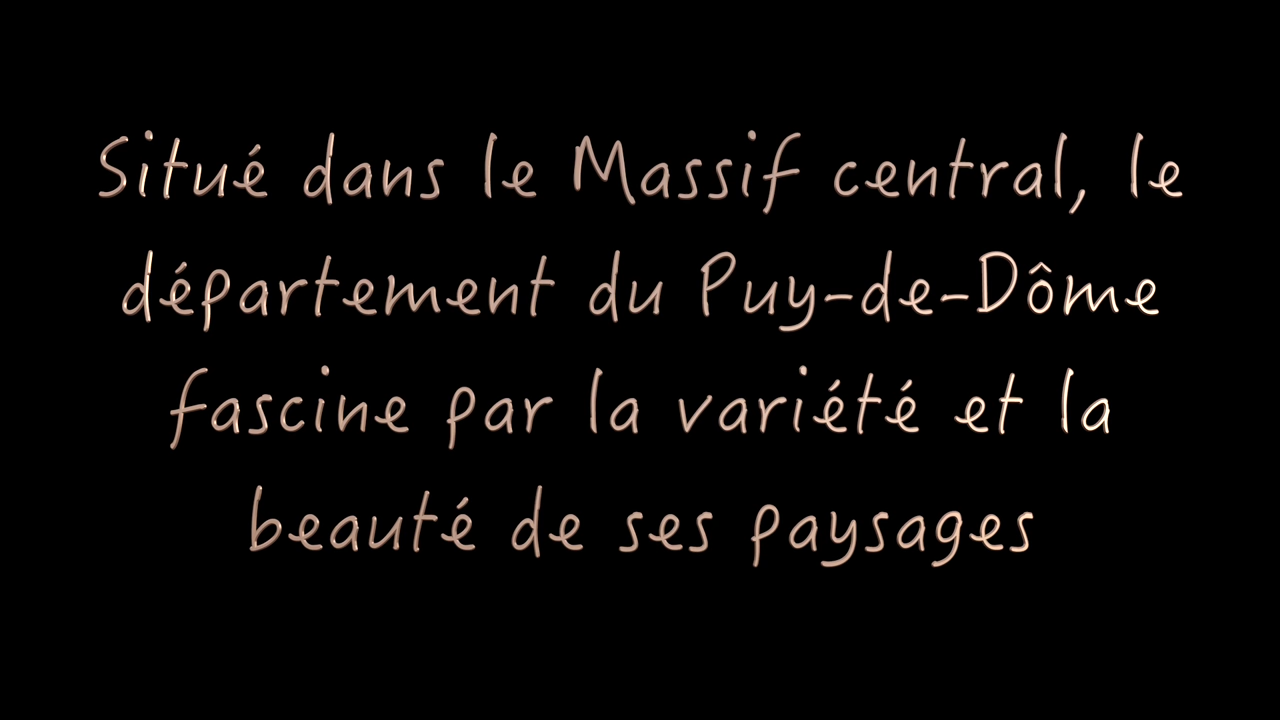 Situé dans le Massif central, le
département du Puy-de-Dôme
fascine par la variété et la
beauté de ses paysages